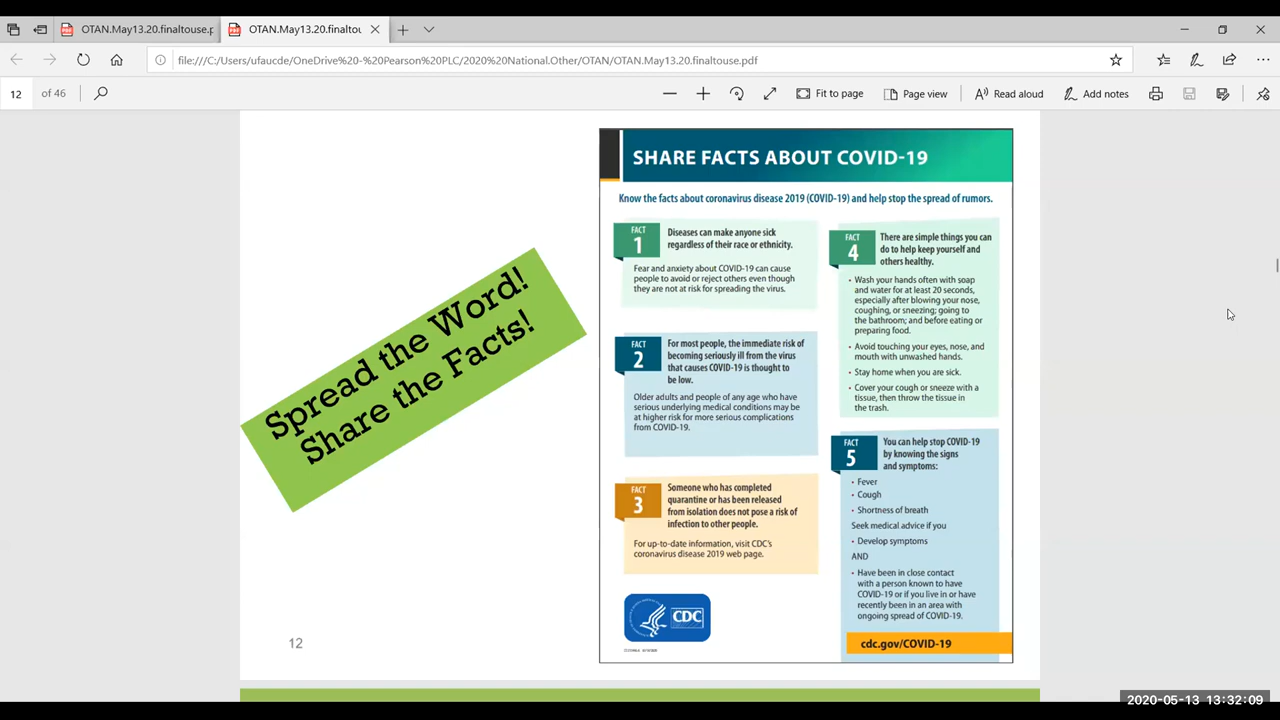 OTAN.May13.20.finaltouse.p
OTAN.May13.20.finaltou
file:///C:/Users/ufaucde/OneDrive%20-%20Pearson%20PLC/2020%20National.Other/OTAN/OTAN.May13.20.finaltouse.pdf
12 of 46
Fit to page
Page view
Read aloud
Add notes
Spread the Word!
Share the Facts!
12
SHARE FACTS ABOUT COVID-19
Know the facts about coronavirus disease 2019 (COVID-19) and help stop the spread of rumors.
FACT
1
Diseases can make anyone sick
regardless of their race or ethnicity.
Fear and anxiety about COVID-19 can cause
people to avoid or reject others even though
they are not at risk for spreading the virus.
FACT
2
For most people, the immediate risk of
becoming seriously ill from the virus
that causes COVID-19 is thought to
be low.
Older adults and people of any age who have
serious underlying medical conditions may be
at higher risk for more serious complications
from COVID-19.
FACT
3
Someone who has completed
quarantine or has been released
from isolation does not pose a risk of
infection to other people.
For up-to-date information, visit CDC's
coronavirus disease 2019 web page.
CDC
FACT
4
There are simple things you can
do to help keep yourself and
others healthy.
• Wash your hands often with soap
and water for at least 20 seconds,
especially after blowing your nose,
coughing, or sneezing; going to
the bathroom; and before eating or
preparing food.
• Avoid touching your eyes, nose, and
mouth with unwashed hands.
• Stay home when you are sick.
• Cover your cough or sneeze with a
tissue, then throw the tissue in
the trash.
FACT
5
You can help stop COVID-19
by knowing the signs
and symptoms:
• Fever
• Cough
• Shortness of breath
Seek medical advice if you
• Develop symptoms
AND
• Have been in close contact
with a person known to have
COVID-19 or if you live in or have
recently been in an area with
ongoing spread of COVID-19.
cdc.gov/COVID-19
2020-05-13 13:32:09